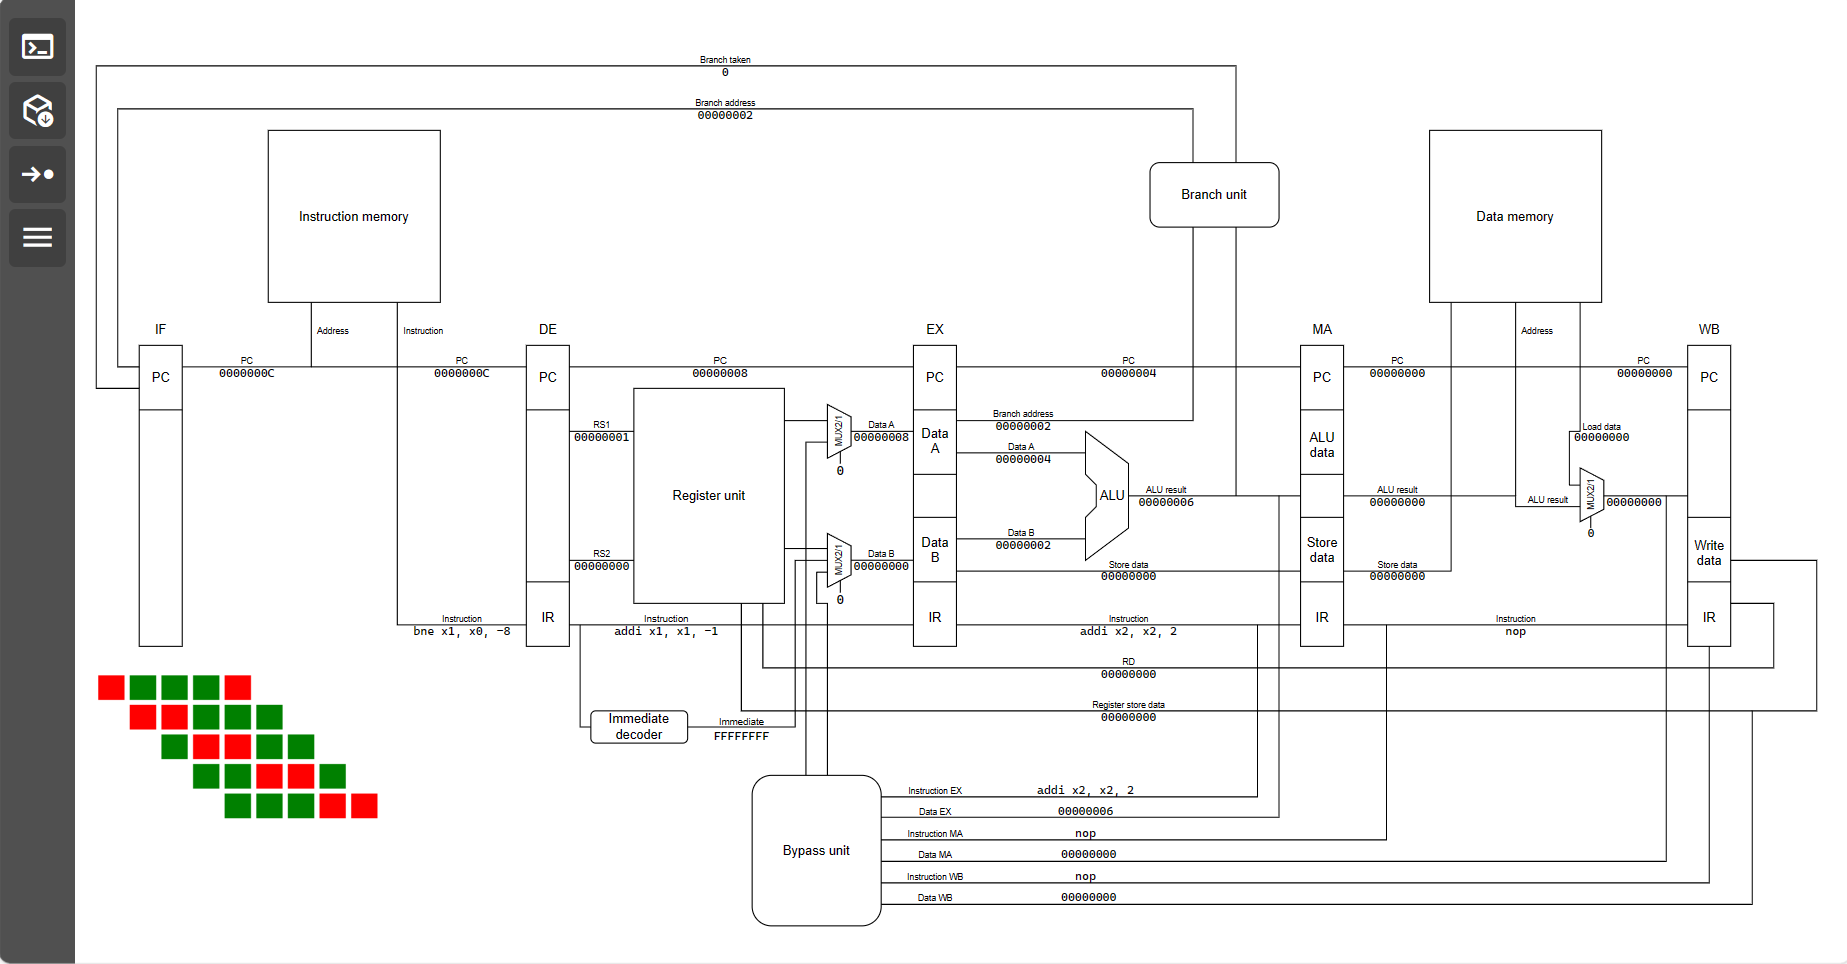 Branch taken
0
Branch address
00000002
Instruction memory
Branch unit
Data memory
IF
Address
Instruction
DE
EX
MA
Address
WB
PC
PC
0000000C
PC
0000000C
PC
PC
00000008
PC
PC
00000004
PC
PC
00000000
PC
00000000
PC
RS1
00000001
MUX2/1
0
Data A
00000008
Data
A
Branch address
00000002
Data A
00000004
ALU
data
Load data
00000000
Register unit
ALU
ALU result
00000006
ALU result
00000000
ALU result
MUX2/1
0
00000000
RS2
00000000
MUX2/1
0
Data B
00000000
Data
B
Data B
00000002
Store data
00000000
Store
data
Store data
00000000
Write
data
Instruction
bne x1, x0, −8
IR
Instruction
addi x1, x1, −1
IR
Instruction
addi x2, x2, 2
IR
Instruction
nop
IR
RD
00000000
Register store data
00000000
Immediate
decoder
Immediate
FFFFFFFF
Bypass unit
Instruction EX
addi x2, x2, 2
Data EX
00000006
Instruction MA
nop
Data MA
00000000
Instruction WB
nop
Data WB
00000000